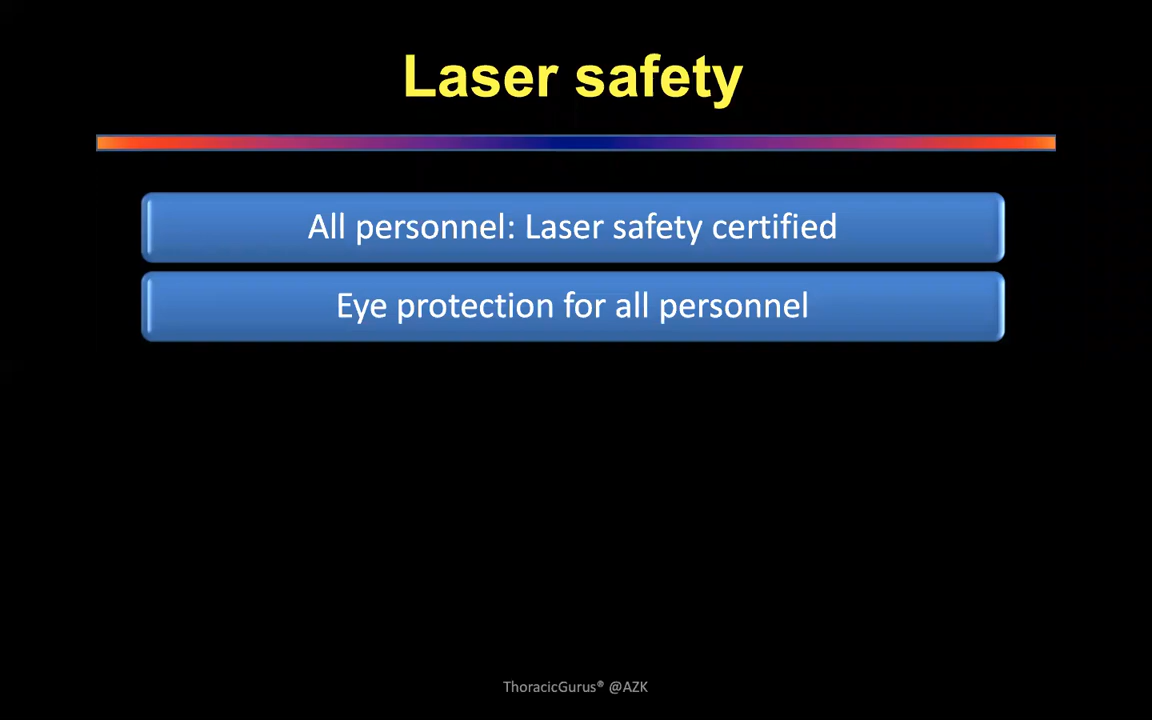 Laser safety
All personnel: Laser safety certified
Eye protection for all personnel
ThoracicGurus® @AZK